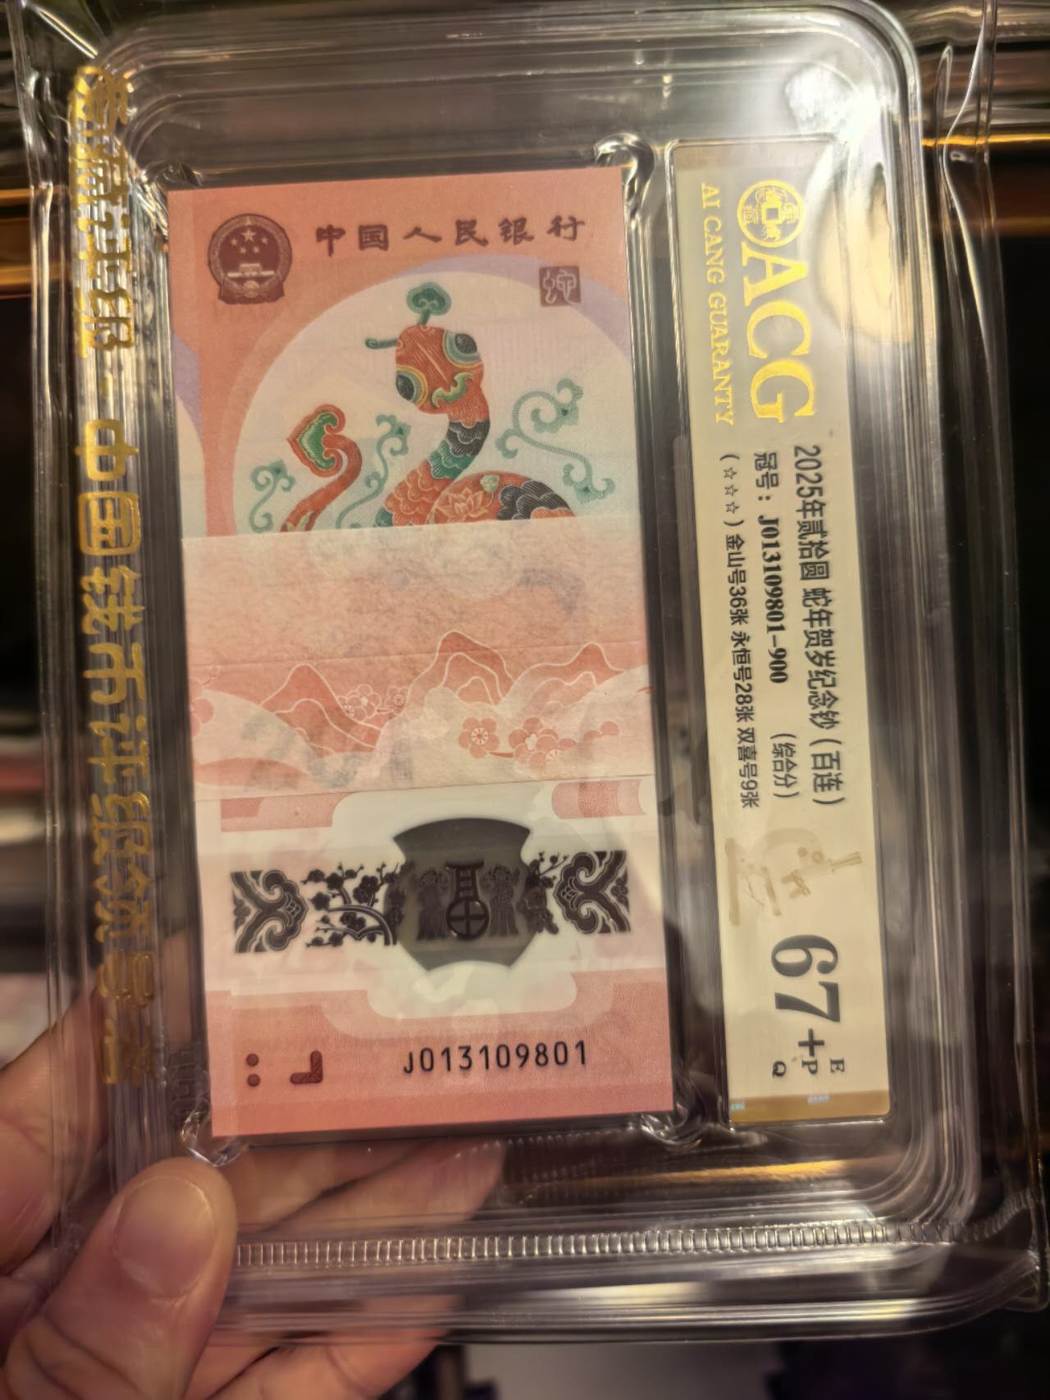 中国人民银行
J013109801
ACG
AI CANG GUARANTY
2025年贰拾圆 蛇年贺岁纪念钞（百连）
冠号：J013109801-900 （综合分）
（☆☆☆）金山号36张 永恒号28张 双喜号9张
67+
E
P
Q